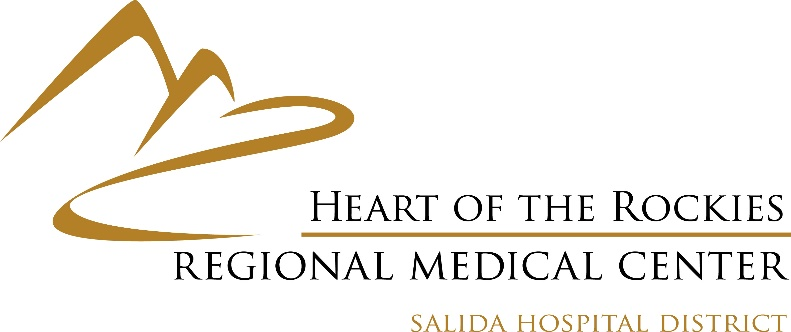 HEART OF THE ROCKIES
REGIONAL MEDICAL CENTER
SALIDA HOSPITAL DISTRICT